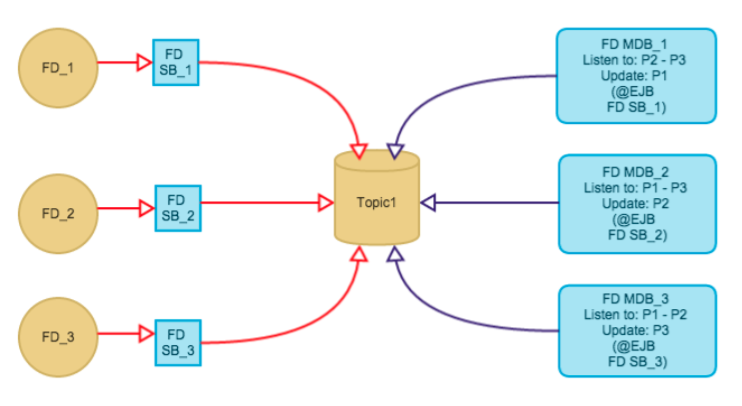 FD_1
FD
SB_1
FD MDB_1
Listen to: P2 - P3
Update: P1
(@EJB
FD SB_1)
FD_2
FD
SB_2
Topic1
FD MDB_2
Listen to: P1 - P3
Update: P2
(@EJB
FD SB_2)
FD_3
FD
SB_3
FD MDB_3
Listen to: P1 - P2
Update: P3
(@EJB
FD SB_3)